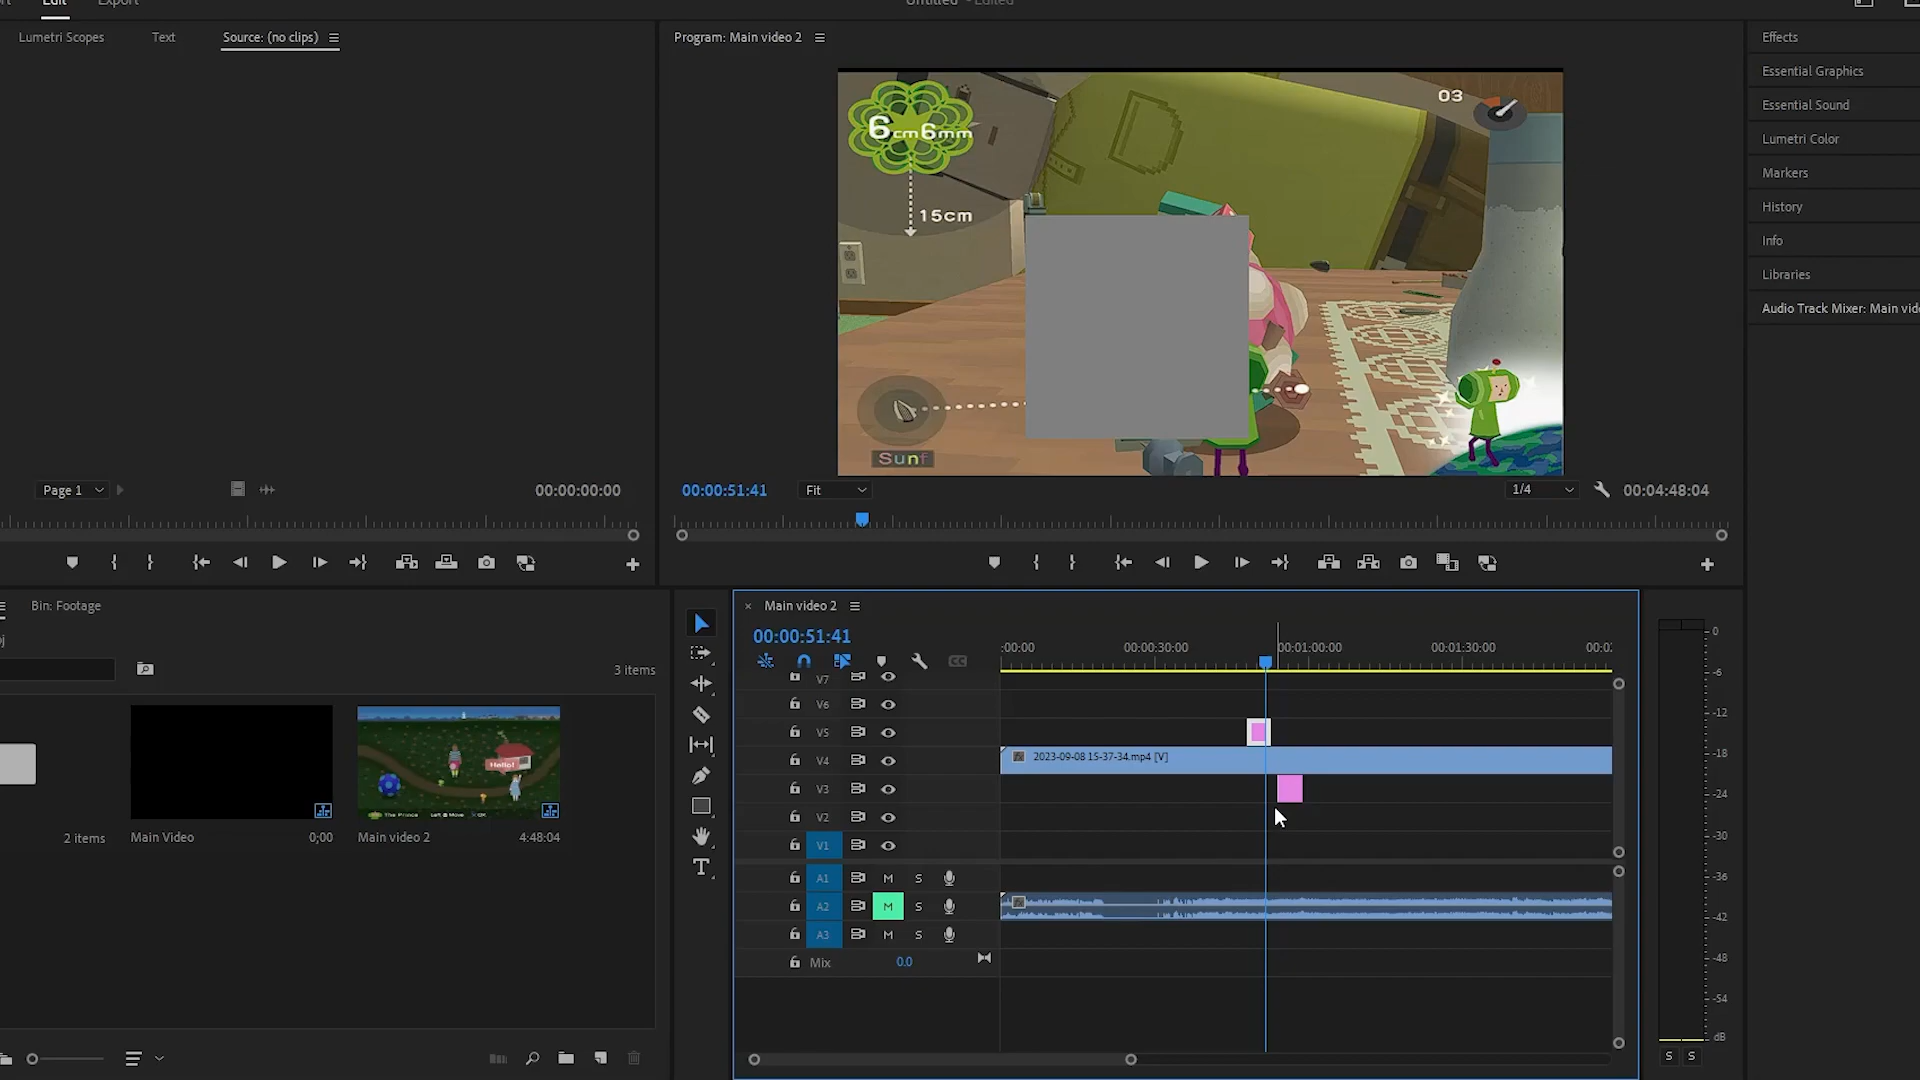 Edit
Export
Untitled - Edited
Lumetri Scopes
Text
Source: (no clips)
Program: Main video 2
Effects
Essential Graphics
Essential Sound
Lumetri Color
Markers
History
Info
Libraries
Audio Track Mixer: Main vid
6cm6mm
15cm
03
Sunf
Page 1
00:00:00:00
00:00:51:41
Fit
1/4
00:04:48:04
Bin: Footage
3 items
Hello!
The Prince
Main Video
0;00
Main video 2
4:48:04
2 items
Main video 2
00:00:51:41
:00:00
00:00:30:00
00:01:00:00
00:01:30:00
00:0
V7
V6
V5
V4
2023-09-08 15-37-34.mp4 [V]
V3
V2
V1
A1
M
S
A2
M
S
A3
M
S
Mix
0.0
0
-6
-12
-18
-24
-30
-36
-42
-48
-54
dB
S
S